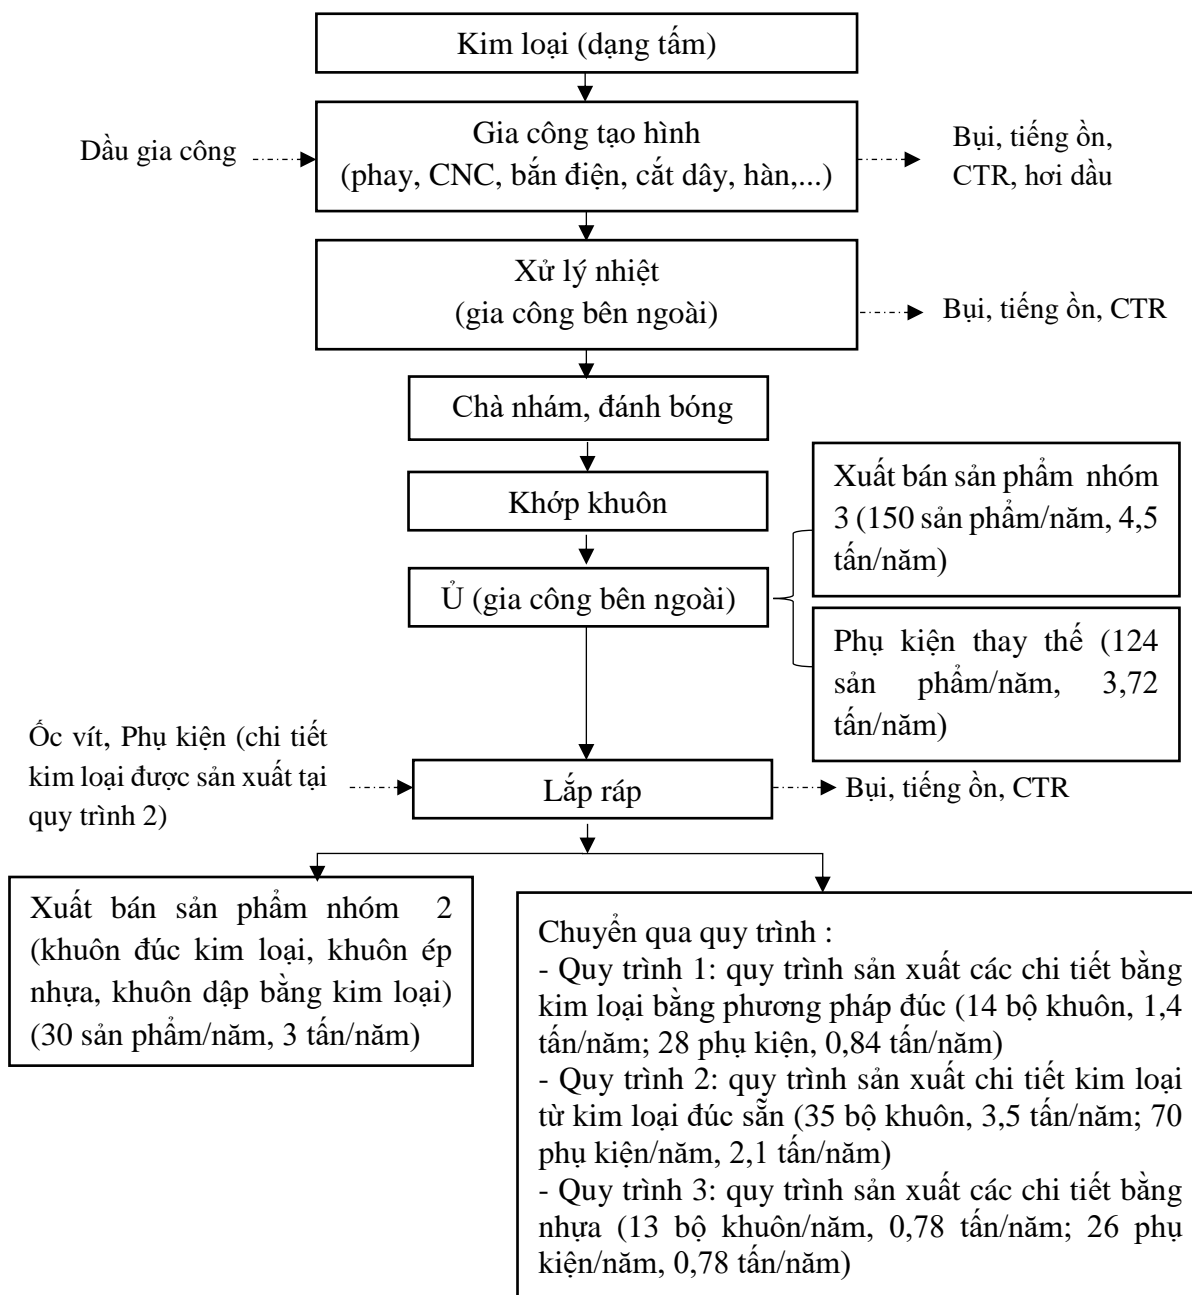 Kim loại (dạng tấm)
Dầu gia công
Gia công tạo hình
(phay, CNC, bắn điện, cắt dây, hàn,...)
Bụi, tiếng ồn,
CTR, hơi dầu
Xử lý nhiệt
(gia công bên ngoài)
Bụi, tiếng ồn, CTR
Chà nhám, đánh bóng
Khớp khuôn
Ủ (gia công bên ngoài)
Xuất bán sản phẩm nhóm
3 (150 sản phẩm/năm, 4,5
tấn/năm)
Phụ kiện thay thế (124
sản phẩm/năm, 3,72
tấn/năm)
Ốc vít, Phụ kiện (chi tiết
kim loại được sản xuất tại
quy trình 2)
Lắp ráp
Bụi, tiếng ồn, CTR
Xuất bán sản phẩm nhóm 2
(khuôn đúc kim loại, khuôn ép
nhựa, khuôn dập bằng kim loại)
(30 sản phẩm/năm, 3 tấn/năm)
Chuyển qua quy trình :
- Quy trình 1: quy trình sản xuất các chi tiết bằng
kim loại bằng phương pháp đúc (14 bộ khuôn, 1,4
tấn/năm; 28 phụ kiện, 0,84 tấn/năm)
- Quy trình 2: quy trình sản xuất chi tiết kim loại
từ kim loại đúc sẵn (35 bộ khuôn, 3,5 tấn/năm; 70
phụ kiện/năm, 2,1 tấn/năm)
- Quy trình 3: quy trình sản xuất các chi tiết bằng
nhựa (13 bộ khuôn/năm, 0,78 tấn/năm; 26 phụ
kiện/năm, 0,78 tấn/năm)